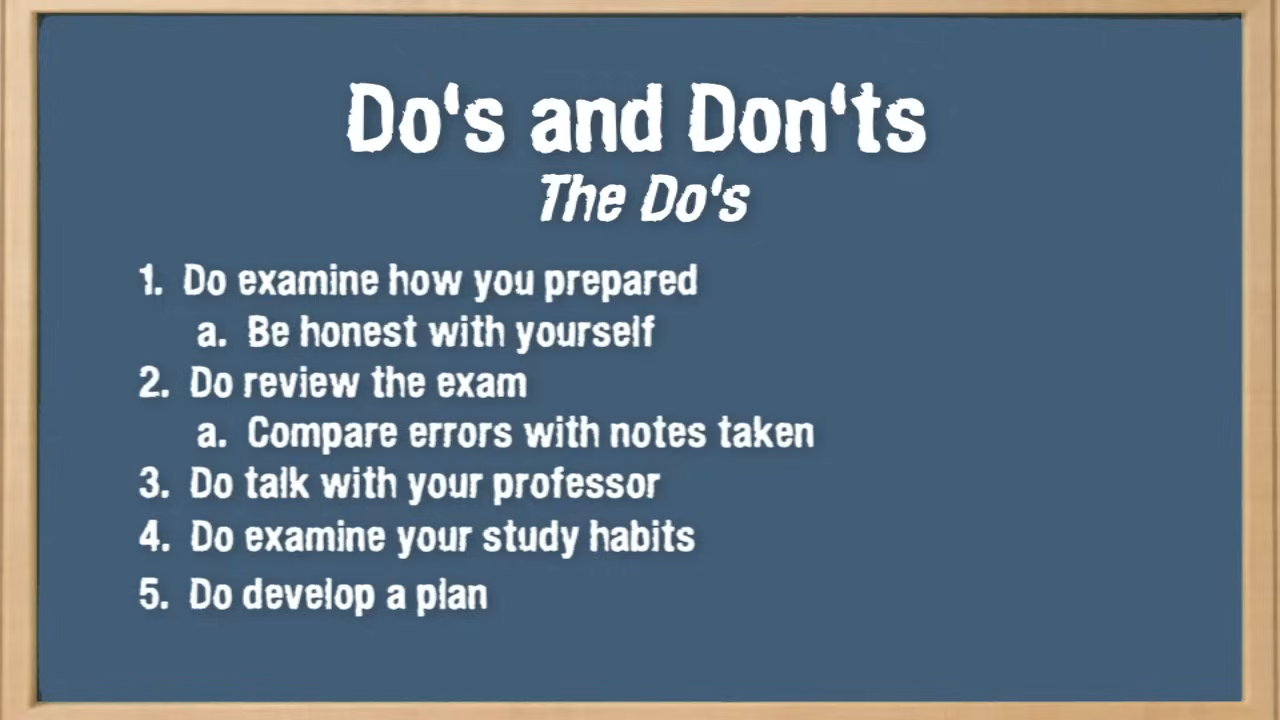 Do's and Don'ts
The Do's
1. Do examine how you prepared
a. Be honest with yourself
2. Do review the exam
a. Compare errors with notes taken
3. Do talk with your professor
4. Do examine your study habits
5. Do develop a plan